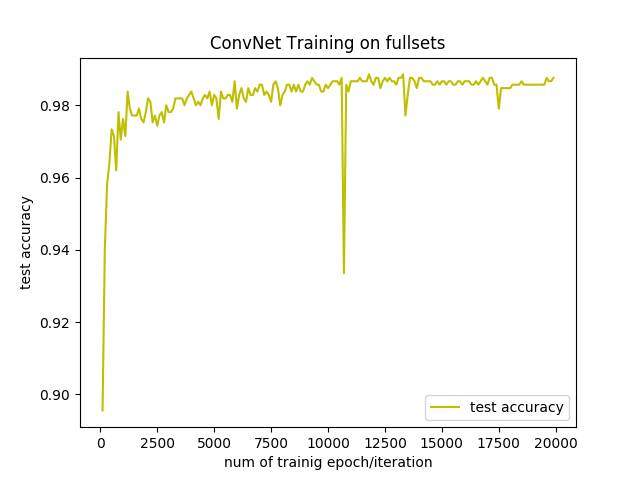 ConvNet Training on fullsets
test accuracy
0.98
0.96
0.94
0.92
0.90
test accuracy
0 2500 5000 7500 10000 12500 15000 17500 20000
num of trainig epoch/iteration